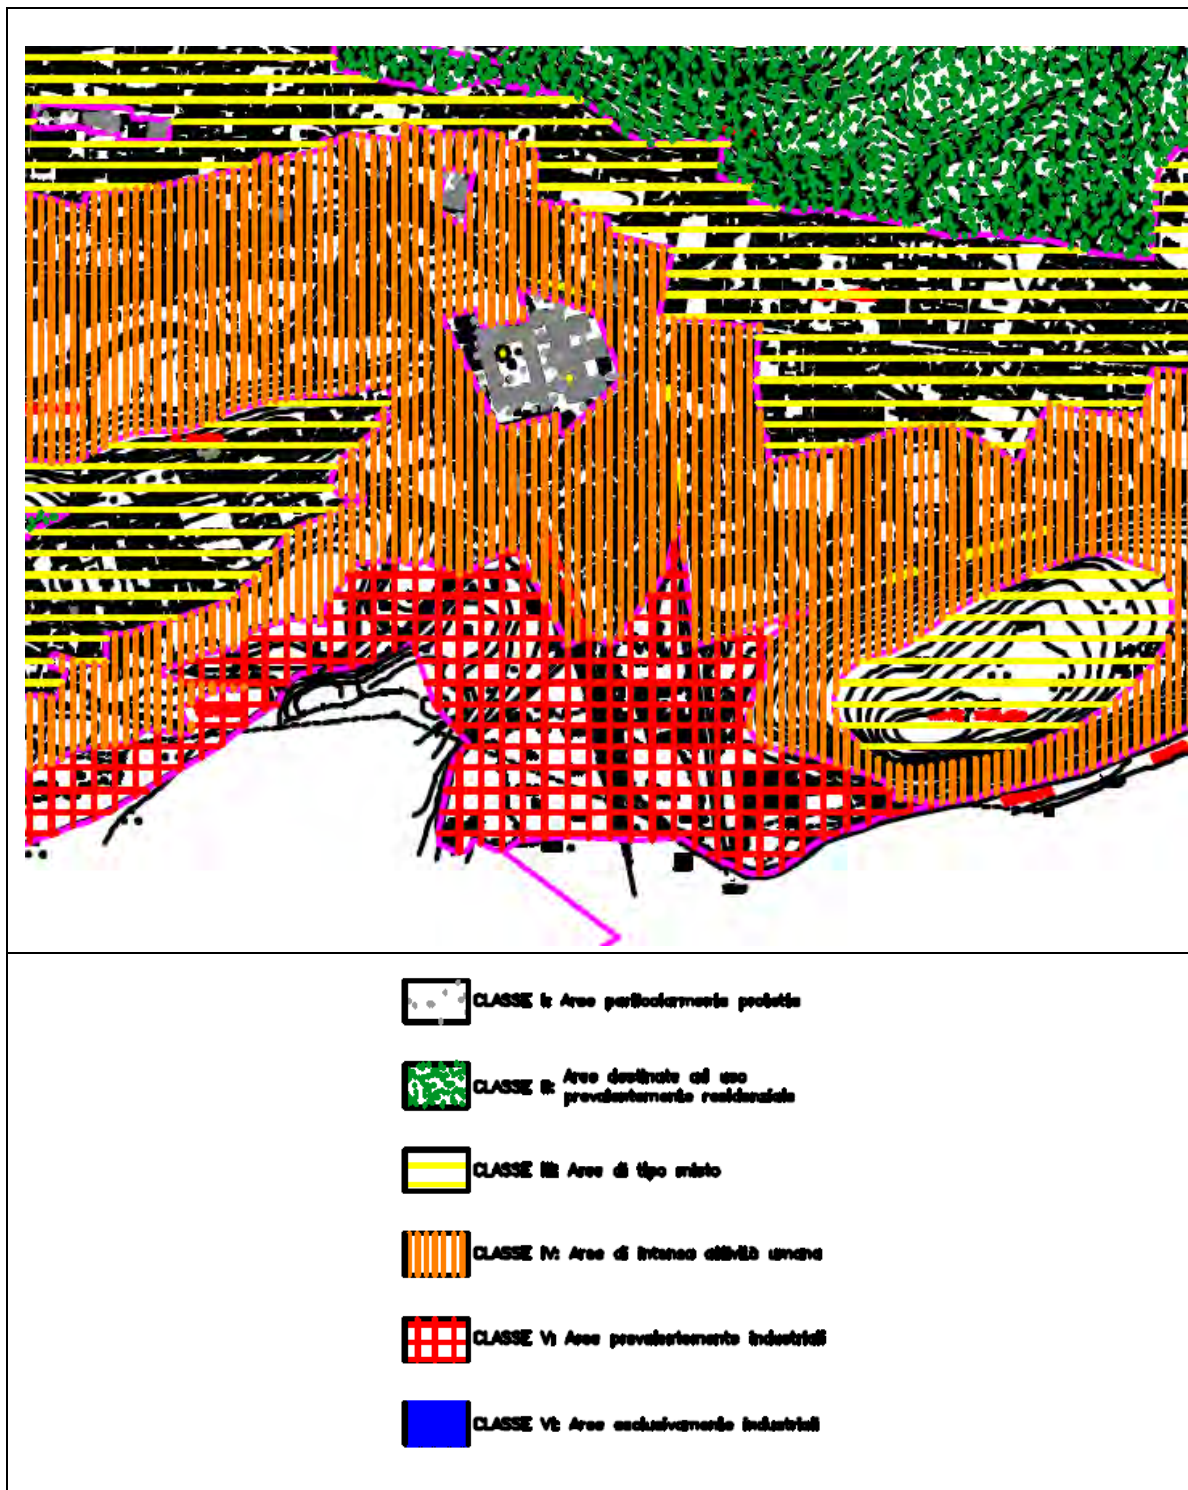 CLASSE I: Aree particolarmente protette
CLASSE II: Aree destinate ad uso
prevalentemente residenziale
CLASSE III: Aree di tipo misto
CLASSE IV: Aree di intensa attività umana
CLASSE V: Aree prevalentemente industriali
CLASSE VI: Aree esclusivamente industriali